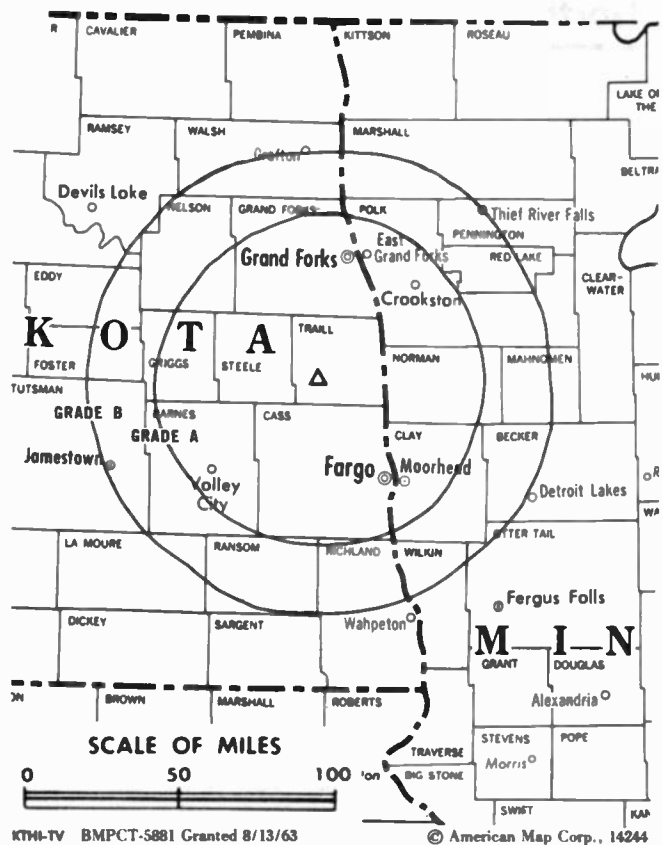 R CAVALIER PEMBINA KITTSON ROSEAU
LAKE OF
THE
RAMSEY WALSH MARSHALL
Grafton
BELTRA
Devils Lake
NELSON GRAND FORKS POLK Thief River Falls
PENNINGTON
East
Grand Forks Grand Forks RED LAKE
EDDY CLEAR-
WATER
Crookston
K O T A TRAILL
FOSTER GRIGGS STEELE NORMAN MAHNOMEN HU
TUTSMAN
GRADE B BARNES CASS
GRADE A CLAY BECKER
Jamestown Valley
City
Fargo Moorhead R
Detroit Lakes
WA
LA MOURE RANSOM RICHLAND WILKIN OTTER TAIL
Fergus Falls
DICKEY SARGENT Wahpeton
M I N
GRANT DOUGLAS
ON BROWN MARSHALL ROBERTS Alexandria
SCALE OF MILES
STEVENS POPE
TRAVERSE
0 50 100 Morris
BIG STONE
SWIFT KAN
KTHI-TV BMPCT-5881 Granted 8/13/63 © American Map Corp., 14244